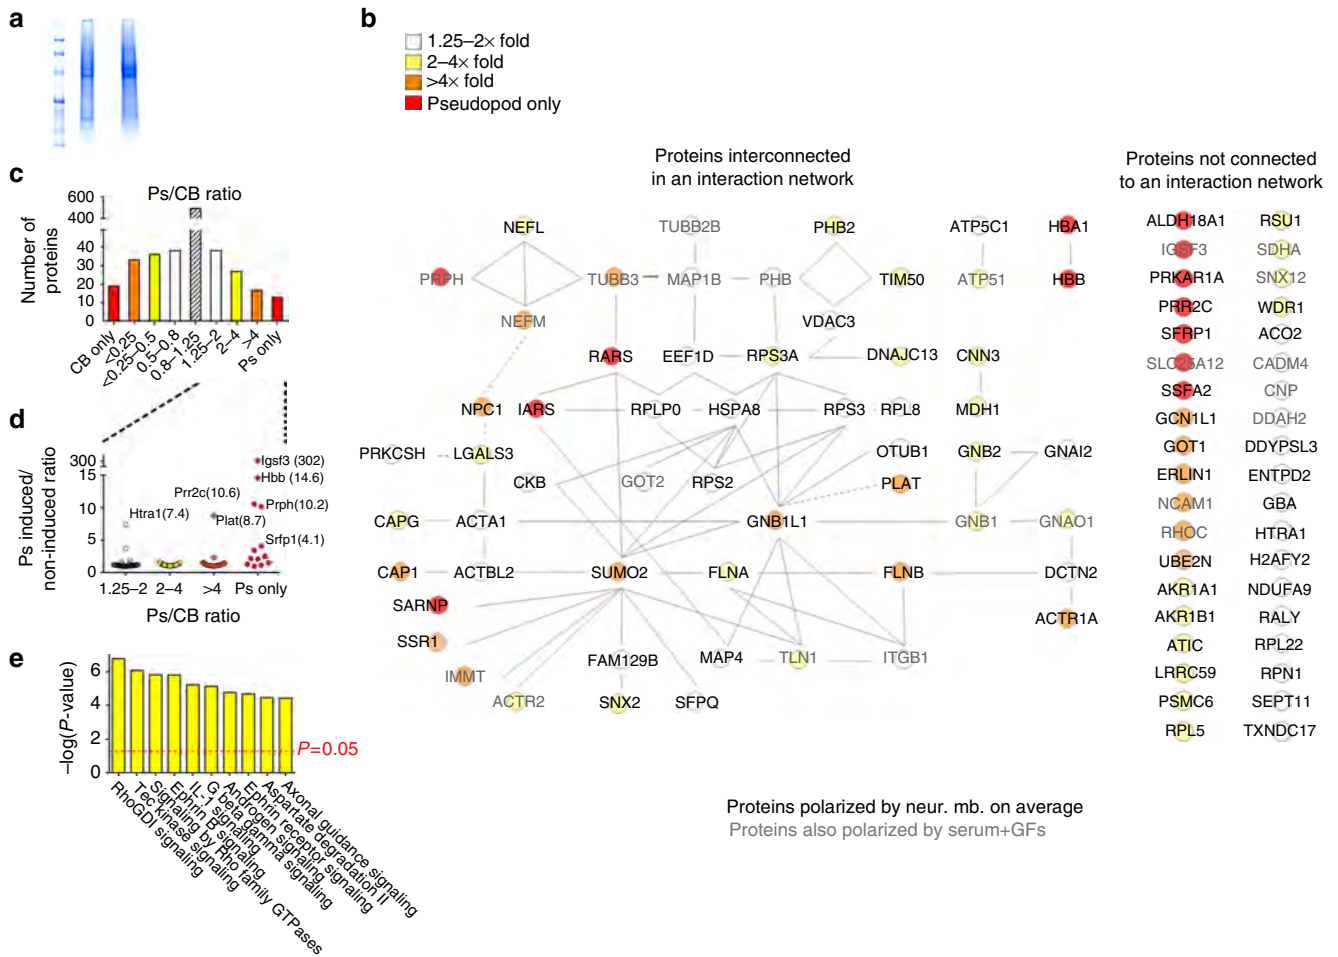 a
b
1.25–2× fold
2–4× fold
>4× fold
Pseudopod only
Proteins interconnected
in an interaction network
Proteins not connected
to an interaction network
NEFL
TUBB2B
PHB2
ATP5C1
HBA1
PRPH
TUBB3
MAP1B
PHB
TIM50
ATP51
HBB
NEFM
VDAC3
RARS
EEF1D
RPS3A
DNAJC13
CNN3
NPC1
IARS
RPLP0
HSPA8
RPS3
RPL8
MDH1
PRKCSH
LGALS3
OTUB1
GNB2
GNAI2
CKB
GOT2
RPS2
PLAT
CAPG
ACTA1
GNB1L1
GNB1
GNAO1
CAP1
ACTBL2
SUMO2
FLNA
FLNB
DCTN2
SARNP
ACTR1A
SSR1
FAM129B
MAP4
TLN1
ITGB1
IMMT
ACTR2
SNX2
SFPQ
ALDH18A1
IGSF3
PRKAR1A
PRR2C
SFRP1
SLC25A12
SSFA2
GCN1L1
GOT1
ERLIN1
NCAM1
RHOC
UBE2N
AKR1A1
AKR1B1
ATIC
LRRC59
PSMC6
RPL5
RSU1
SDHA
SNX12
WDR1
ACO2
CADM4
CNP
DDAH2
DDYPSL3
ENTPD2
GBA
HTRA1
H2AFY2
NDUFA9
RALY
RPL22
RPN1
SEPT11
TXNDC17
Proteins polarized by neur. mb. on average
Proteins also polarized by serum+GFs
c
Ps/CB ratio
Number of
proteins
600
400
40
30
20
10
0
CB only
<0.25
<0.25–0.5
0.5–0.8
0.8–1.25
1.25–2
2–4
>4
Ps only
d
Ps induced/
non-induced ratio
300
15
10
5
0
Igsf3 (302)
Hbb (14.6)
Prr2c(10.6)
Prph(10.2)
Htra1(7.4)
Plat(8.7)
Srfp1(4.1)
1.25–2
2–4
>4
Ps only
Ps/CB ratio
e
–log(P-value)
6
4
2
0
P=0.05
RhoGDI signaling
Tec kinase signaling
Signaling by Rho family GTPases
Ephrin B signaling
IL-1 signaling
G beta gamma signaling
Androgen signaling
Ephrin receptor signaling
Aspartate degradation II
Axonal guidance signaling